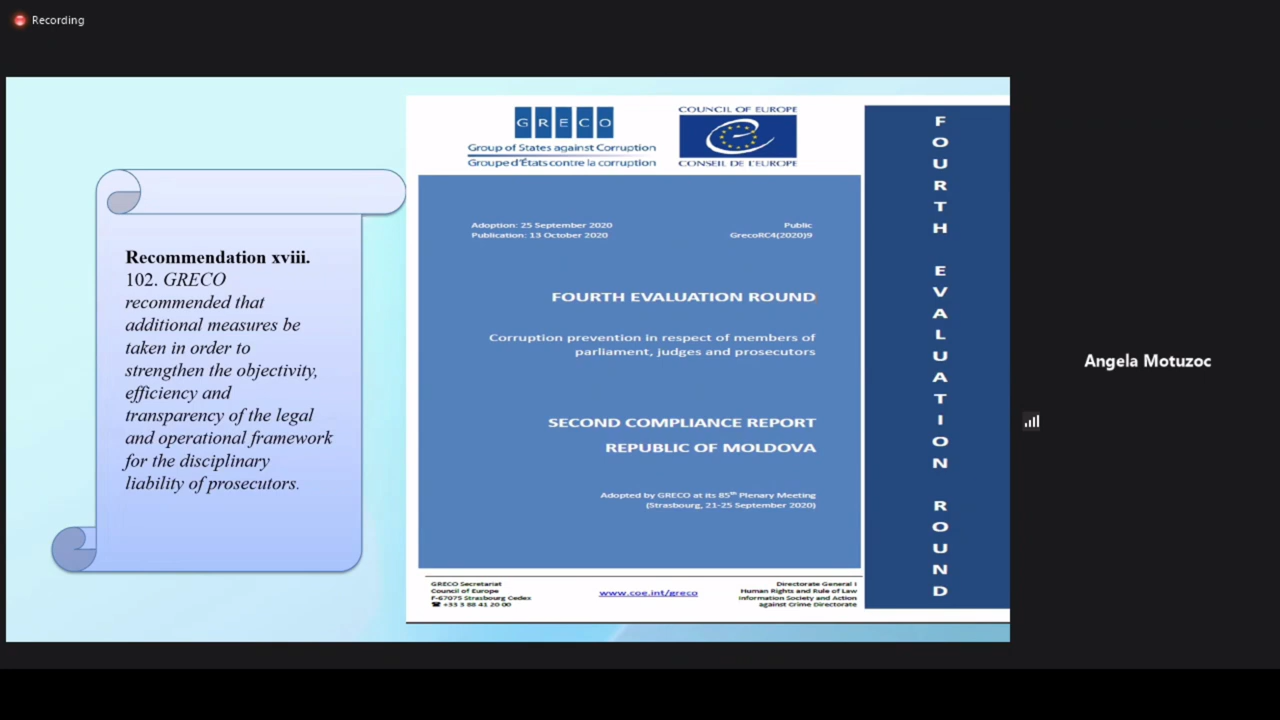 Recording
Recommendation xviii.
102. GRECO
recommended that
additional measures be
taken in order to
strengthen the objectivity,
efficiency and
transparency of the legal
and operational framework
for the disciplinary
liability of prosecutors.
G R E C O
Group of States against Corruption
Groupe d'États contre la corruption
COUNCIL OF EUROPE
CONSEIL DE L'EUROPE
Adoption: 25 September 2020
Publication: 13 October 2020
Public
GrecoRC4(2020)9
FOURTH EVALUATION ROUND
Corruption prevention in respect of members of
parliament, judges and prosecutors
SECOND COMPLIANCE REPORT
REPUBLIC OF MOLDOVA
Adopted by GRECO at its 85th Plenary Meeting
(Strasbourg, 21-25 September 2020)
GRECO Secretariat
Council of Europe
F-67075 Strasbourg Cedex
☎ +33 3 88 41 20 00
www.coe.int/greco
Directorate General I
Human Rights and Rule of Law
Information Society and Action
against Crime Directorate
FOURTH EVALUATION ROUND
Angela Motuzoc